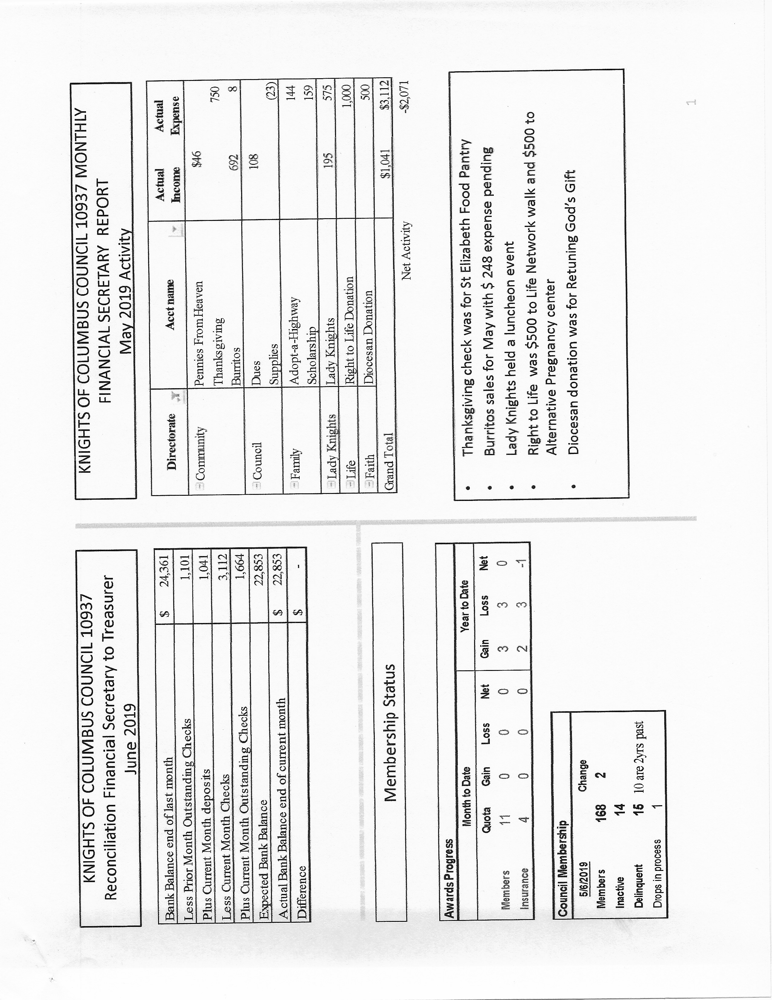 KNIGHTS OF COLUMBUS COUNCIL 10937
Reconciliation Financial Secretary to Treasurer
June 2019
Bank Balance end of last month $ 24,361
Less Prior Month Outstanding Checks 1,101
Plus Current Month deposits 1,041
Less Current Month Checks 3,112
Plus Current Month Outstanding Checks 1,664
Expected Bank Balance 22,853
Actual Bank Balance end of current month $ 22,853
Difference $ -
Membership Status
Awards Progress
Month to Date Year to Date
Quota Gain Loss Net Gain Loss Net
Members 11 0 0 0 3 3 0
Insurance 4 0 0 0 2 3 -1
Council Membership
5/6/2019 Change
Members 168 2
Inactive 14
Delinquent 15 10 are 2yrs past
Drops in process 1
KNIGHTS OF COLUMBUS COUNCIL 10937 MONTHLY
FINANCIAL SECRETARY REPORT
May 2019 Activity
Directorate Acct name Actual Income Actual Expense
Community Pennies From Heaven $46
Thanksgiving 750
Burritos 692 8
Council Dues 108
Supplies (23)
Family Adopt-a-Highway 144
Scholarship 159
Lady Knights Lady Knights 195 575
Life Right to Life Donation 1,000
Faith Diocesan Donation 500
Grand Total $1,041 $3,112
Net Activity -$2,071
• Thanksgiving check was for St Elizabeth Food Pantry
• Burritos sales for May with $ 248 expense pending
• Lady Knights held a luncheon event
• Right to Life was $500 to Life Network walk and $500 to
Alternative Pregnancy center
• Diocesan donation was for Retuning God's Gift
1